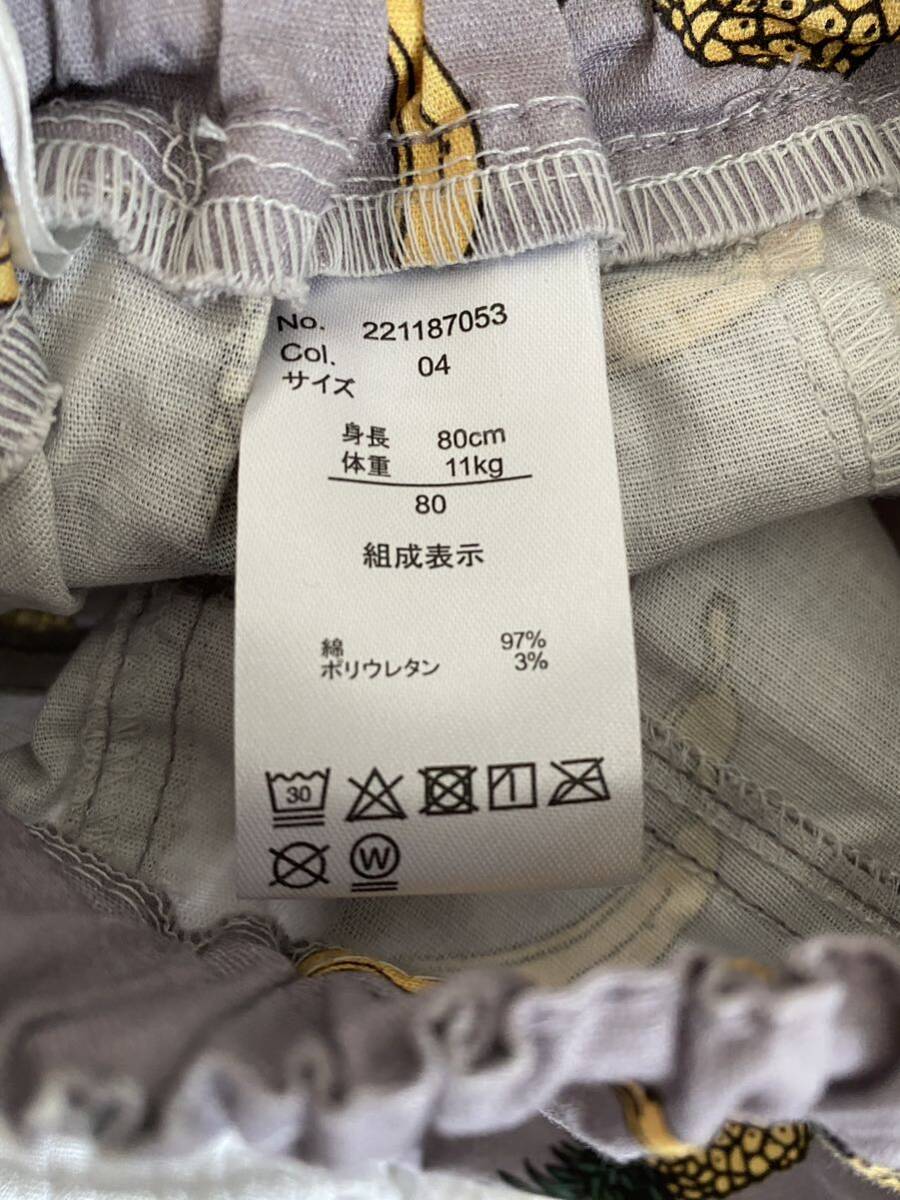 No. 221187053
Col. 04
サイズ
身長 80cm
体重 11kg
80
組成表示
綿 97%
ポリウレタン 3%
30
W